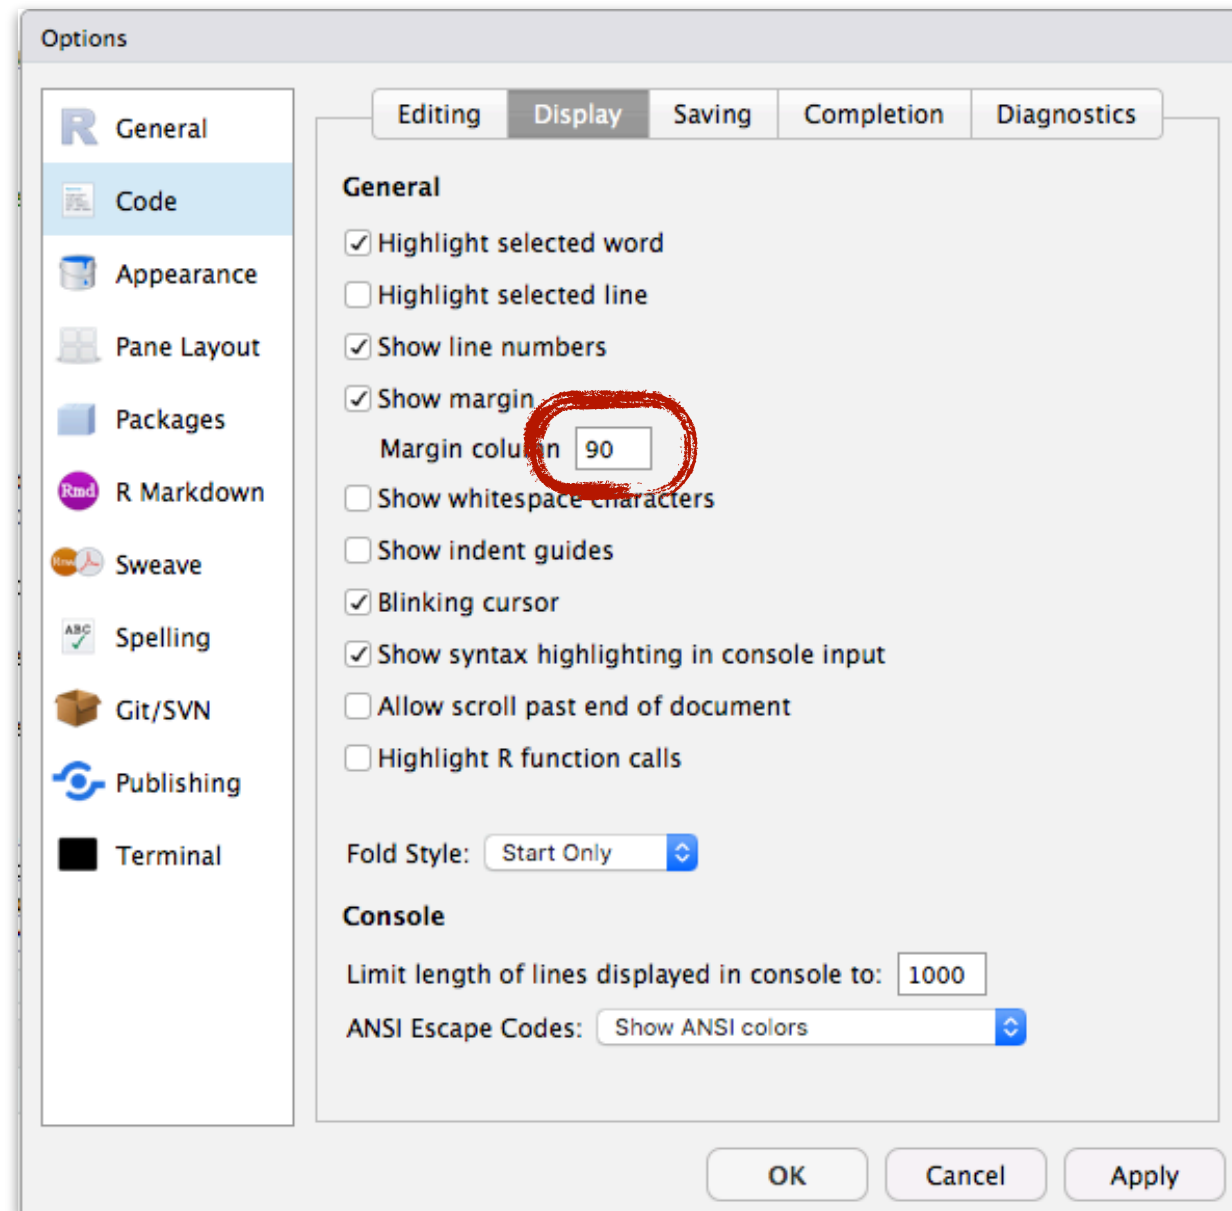 Options
General
Code
Appearance
Pane Layout
Packages
Rmd R Markdown
Sweave
ABC Spelling
Git/SVN
Publishing
Terminal
Editing Display Saving Completion Diagnostics
General
Highlight selected word
Highlight selected line
Show line numbers
Show margin
Margin column 90
Show whitespace characters
Show indent guides
Blinking cursor
Show syntax highlighting in console input
Allow scroll past end of document
Highlight R function calls
Fold Style: Start Only
Console
Limit length of lines displayed in console to: 1000
ANSI Escape Codes: Show ANSI colors
OK Cancel Apply